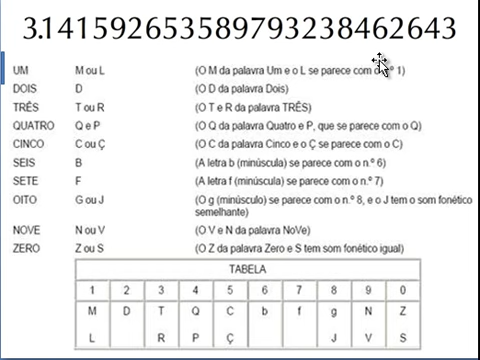 3.1415926535897932384​62643
UM M ou L (O M da palavra Um e o L se parece com o n.º 1)
DOIS D (O D da palavra Dois)
TRÊS T ou R (O T e R da palavra TRÊS)
QUATRO Q e P (O Q da palavra Quatro e P, que se parece com o Q)
CINCO C ou Ç (O C da palavra Cinco e o Ç se parece com o C)
SEIS B (A letra b (minúscula) se parece com o n.º 6)
SETE F (A letra f (minúscula) se parece com o n.º 7)
OITO G ou J (O g (minúsculo) se parece com o n.º 8, e o J tem o som fonético
semelhante)
NOVE N ou V (O V e N da palavra NoVe)
ZERO Z ou S (O Z da palavra Zero e S tem som fonético igual)
TABELA
1 2 3 4 5 6 7 8 9 0
M D T Q C b f g N Z
L R P Ç J V S